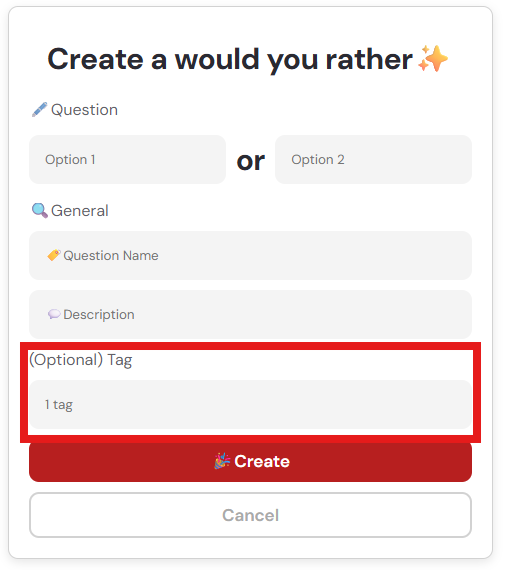 Create a would you rather ✨
🖊️ Question
Option 1 or Option 2
🔍 General
🏷️ Question Name
💬 Description
(Optional) Tag
1 tag
🎉 Create
Cancel